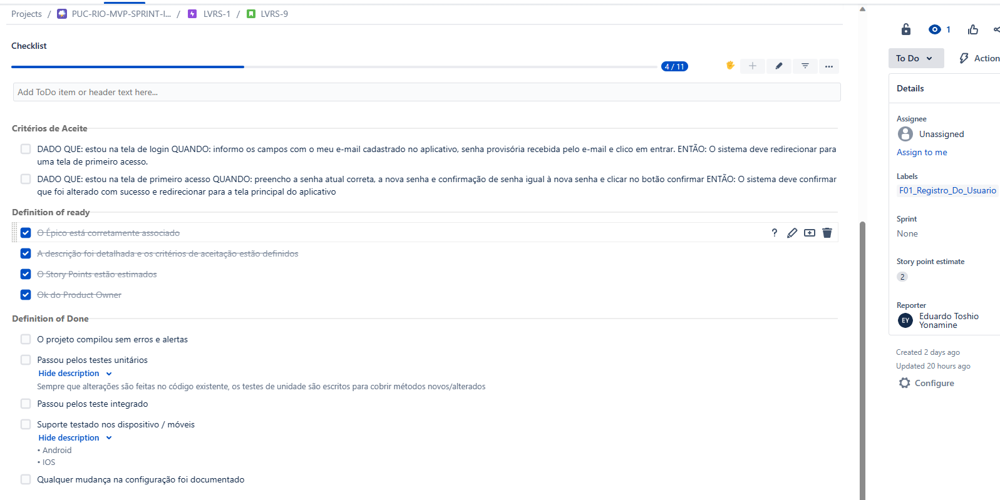 Projects / PUC-RIO-MVP-SPRINT-I... / LVRS-1 / LVRS-9
Checklist
4 / 11
Add ToDo item or header text here...
Critérios de Aceite
DADO QUE: estou na tela de login QUANDO: informo os campos com o meu e-mail cadastrado no aplicativo, senha provisória recebida pelo e-mail e clico em entrar. ENTÃO: O sistema deve redirecionar para
uma tela de primeiro acesso.
DADO QUE: estou na tela de primeiro acesso QUANDO: preencho a senha atual correta, a nova senha e confirmação de senha igual à nova senha e clicar no botão confirmar ENTÃO: O sistema deve confirmar
que foi alterado com sucesso e redirecionar para a tela principal do aplicativo
Definition of ready
O Épico está corretamente associado
A descrição foi detalhada e os critérios de aceitação estão definidos
O Story Points estão estimados
Ok do Product Owner
Definition of Done
O projeto compilou sem erros e alertas
Passou pelos testes unitários
Hide description
Sempre que alterações são feitas no código existente, os testes de unidade são escritos para cobrir métodos novos/alterados
Passou pelos teste integrado
Suporte testado nos dispositivo / móveis
Hide description
• Android
• IOS
Qualquer mudança na configuração foi documentado
1
To Do
Action
Details
Assignee
Unassigned
Assign to me
Labels
F01_Registro_Do_Usuario
Sprint
None
Story point estimate
2
Reporter
EY
Eduardo Toshio
Yonamine
Created 2 days ago
Updated 20 hours ago
Configure